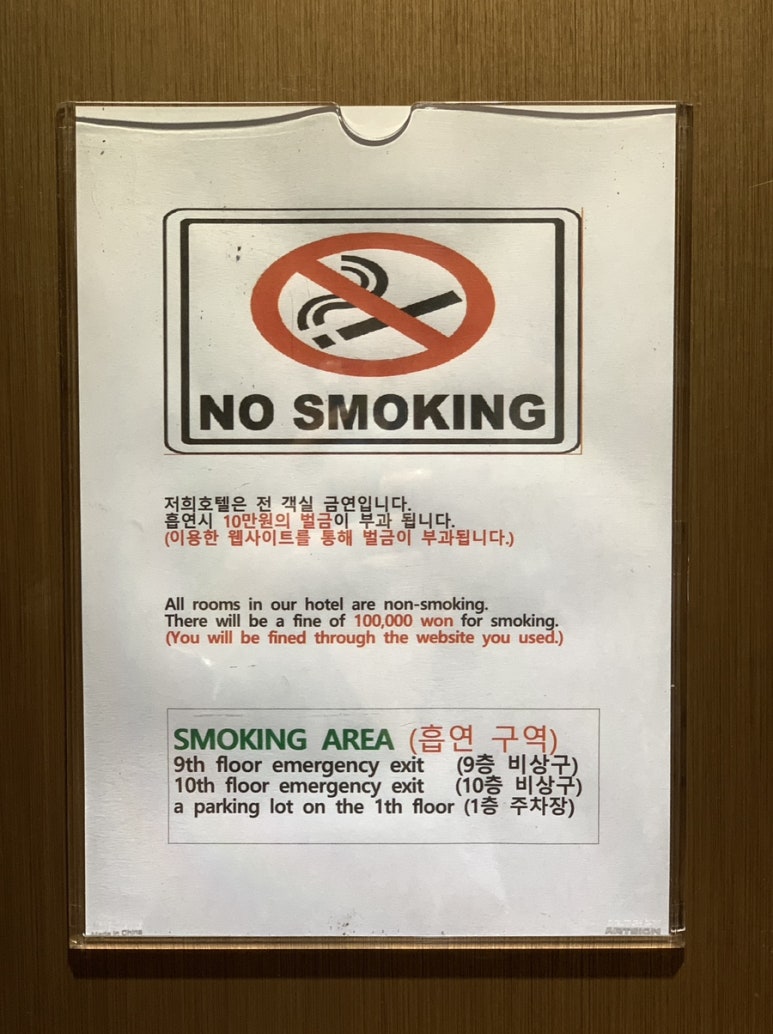 NO SMOKING
저희호텔은 전 객실 금연입니다.
흡연시 10만원의 벌금이 부과 됩니다.
(이용한 웹사이트를 통해 벌금이 부과됩니다.)
All rooms in our hotel are non-smoking.
There will be a fine of 100,000 won for smoking.
(You will be fined through the website you used.)
SMOKING AREA (흡연 구역)
9th floor emergency exit (9층 비상구)
10th floor emergency exit (10층 비상구)
a parking lot on the 1th floor (1층 주차장)
Made in CHINA
ARTSIGN